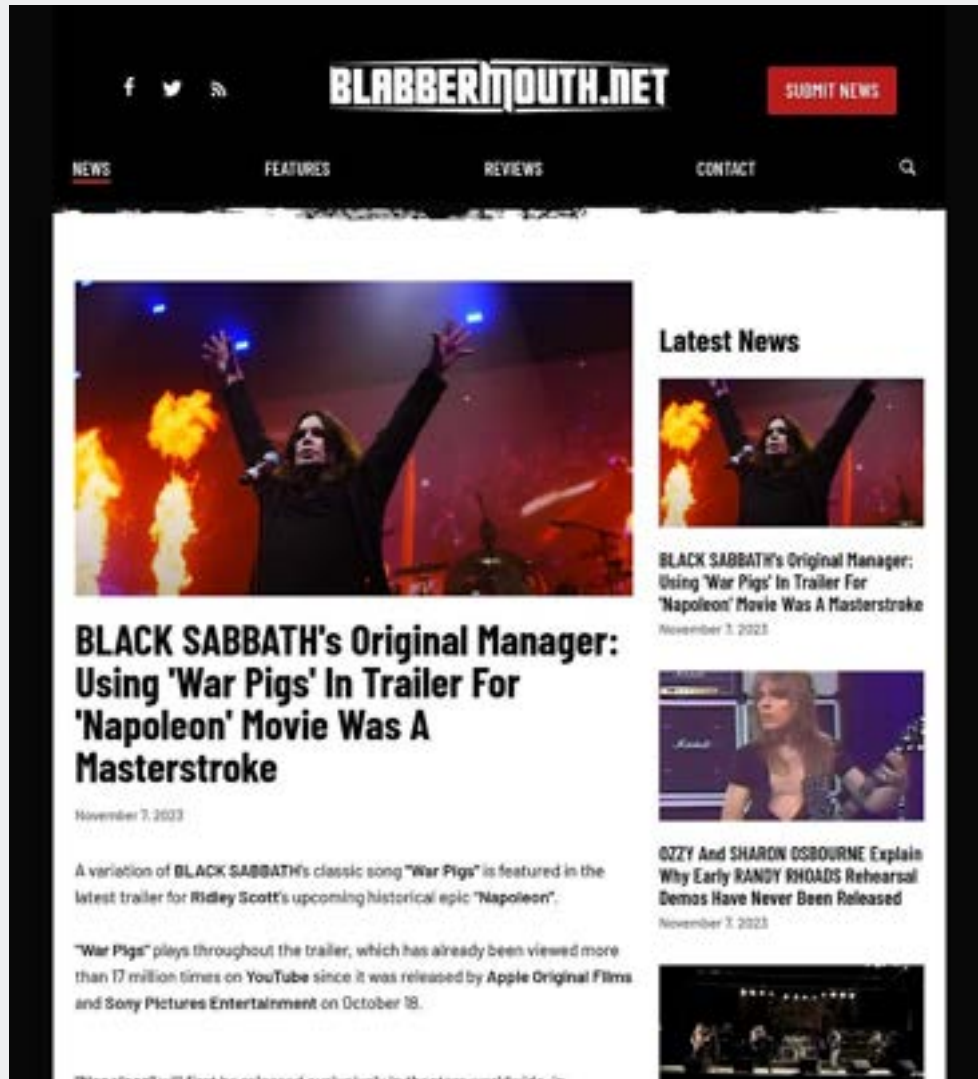 BLABBERMOUTH.NET
SUBMIT NEWS
NEWS
FEATURES
REVIEWS
CONTACT
BLACK SABBATH's Original Manager:
Using 'War Pigs' In Trailer For
'Napoleon' Movie Was A
Masterstroke
November 7, 2023
A variation of BLACK SABBATH's classic song "War Pigs" is featured in the
latest trailer for Ridley Scott's upcoming historical epic "Napoleon".
"War Pigs" plays throughout the trailer, which has already been viewed more
than 17 million times on YouTube since it was released by Apple Original Films
and Sony Pictures Entertainment on October 18.
Latest News
BLACK SABBATH's Original Manager:
Using 'War Pigs' In Trailer For
'Napoleon' Movie Was A Masterstroke
November 7, 2023
Marshall
OZZY And SHARON OSBOURNE Explain
Why Early RANDY RHOADS Rehearsal
Demos Have Never Been Released
November 7, 2023